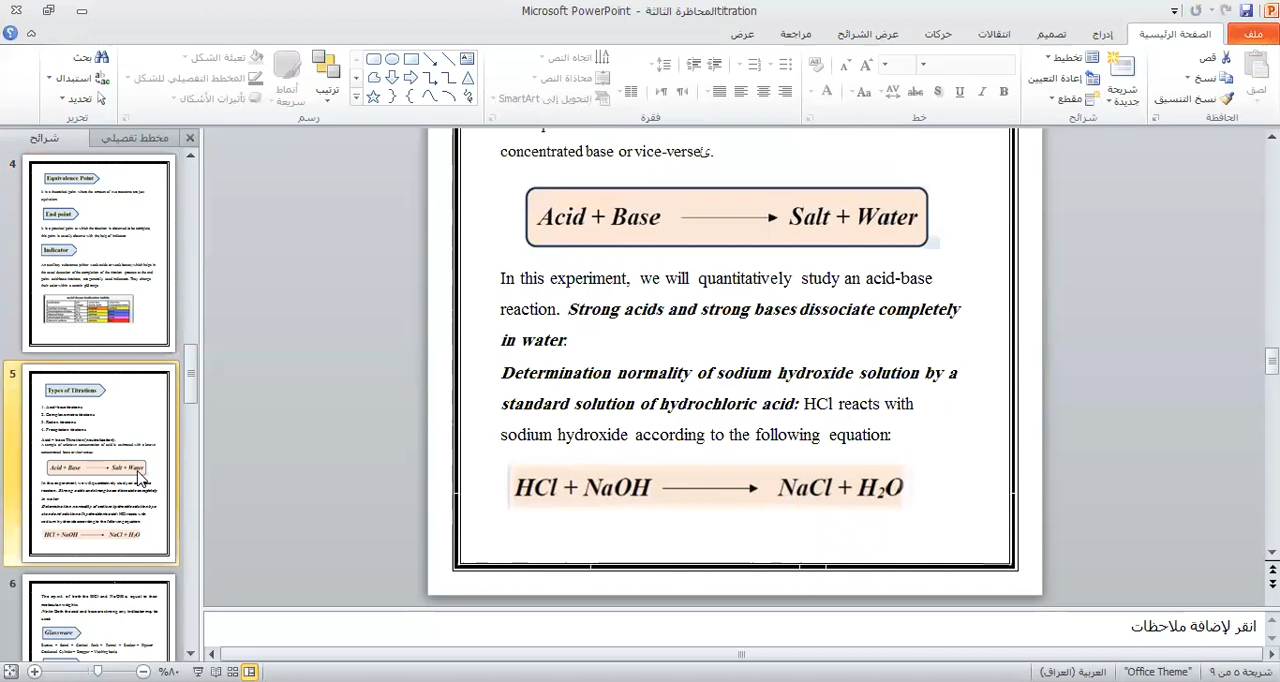 Microsoft PowerPoint - المحاظرة الثالثةtitration
ملف
الصفحة الرئيسية
إدراج
تصميم
انتقالات
حركات
عرض الشرائح
مراجعة
عرض
قص
نسخ
نسخ التنسيق
لصق
الحافظة
تخطيط
إعادة التعيين
مقطع
شريحة جديدة
شرائح
خط
اتجاه النص
محاذاة النص
التحويل إلى SmartArt
فقرة
ترتيب
أنماط سريعة
تعبئة الشكل
المخطط التفصيلي للشكل
تأثيرات الأشكال
رسم
بحث
استبدال
تحديد
تحرير
شرائح
مخطط تفصيلي
4
Equivalence Point
End point
Indicator
5
Types of Titrations
Acid + Base Salt + Water
HCl + NaOH NaCl + H₂O
6
Glassware
concentrated base or vice-verseئ.
Acid + Base Salt + Water
In this experiment, we will quantitatively study an acid-base
reaction. Strong acids and strong bases dissociate completely
in water.
Determination normality of sodium hydroxide solution by a
standard solution of hydrochloric acid: HCl reacts with
sodium hydroxide according to the following equation:
HCl + NaOH NaCl + H₂O
انقر لإضافة ملاحظات
شريحة ٥ من ٩
"Office Theme"
العربية (العراق)
٨٠%